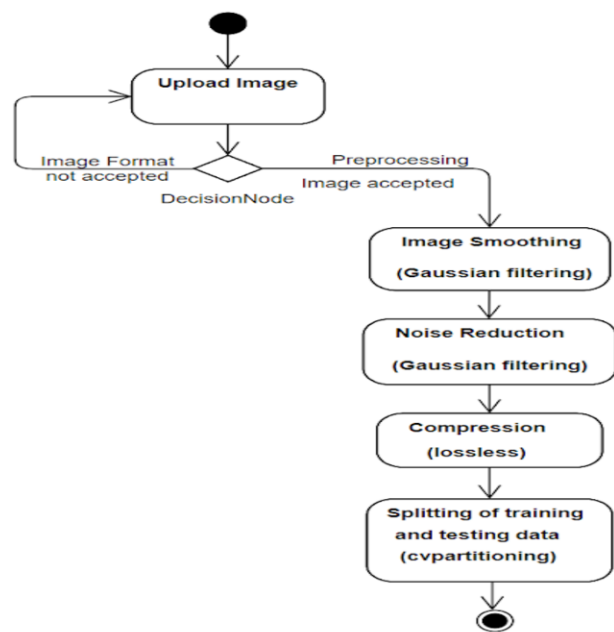 Upload Image
Image Format
not accepted
Preprocessing
Image accepted
DecisionNode
Image Smoothing
(Gaussian filtering)
Noise Reduction
(Gaussian filtering)
Compression
(lossless)
Splitting of training
and testing data
(cvpartitioning)